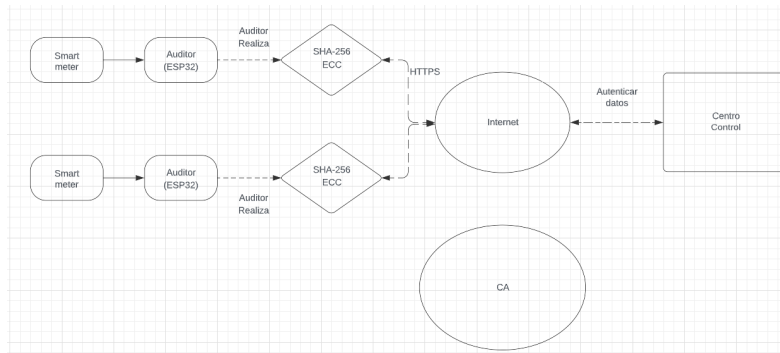 Auditor
Realiza
Smart
meter
Auditor
(ESP32)
SHA-256
ECC
HTTPS
Internet
Autenticar
datos
Centro
Control
Smart
meter
Auditor
(ESP32)
SHA-256
ECC
Auditor
Realiza
CA